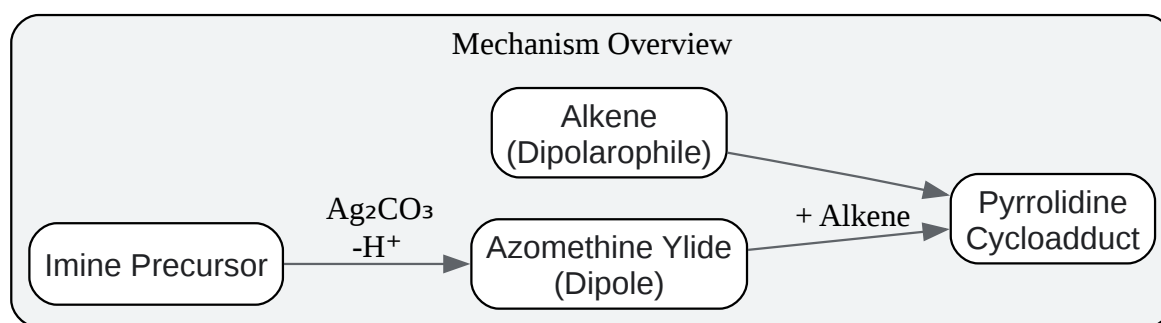 Mechanism Overview
Alkene
(Dipolarophile)
Ag₂CO₃
-H⁺
+ Alkene
Pyrrolidine
Cycloadduct
Imine Precursor
Azomethine Ylide
(Dipole)